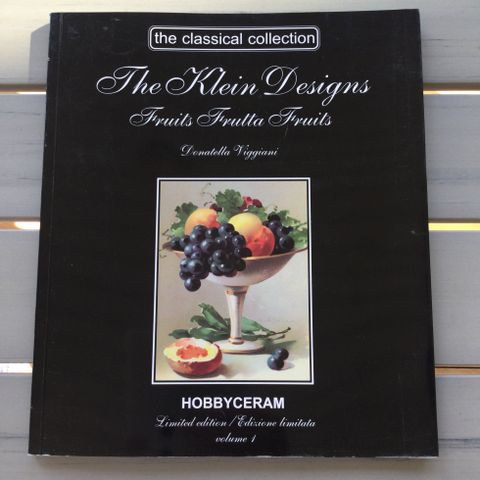 the classical collection
The Klein Designs
Fruits Frutta Fruits
Donatella Viggiani
HOBBYCERAM
Limited edition / Edizione limitata
volume 1